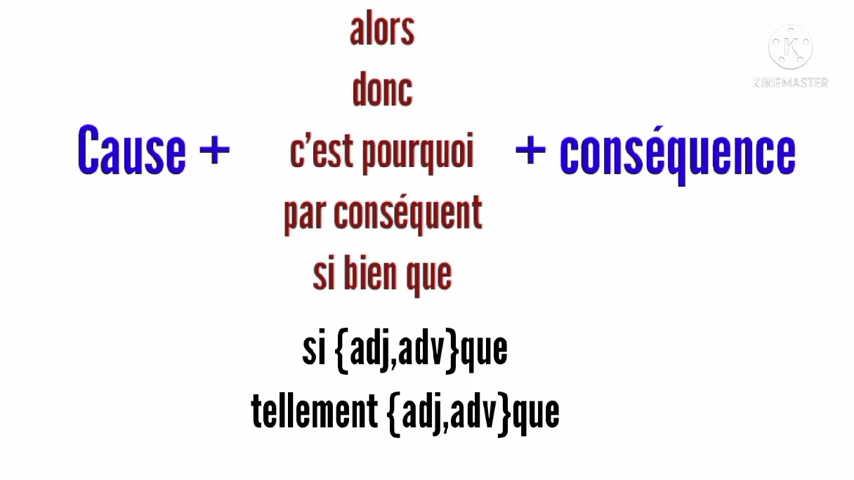 alors
donc
Cause + c'est pourquoi + conséquence
par conséquent
si bien que
si {adj,adv}que
tellement {adj,adv}que
K
KINEMASTER